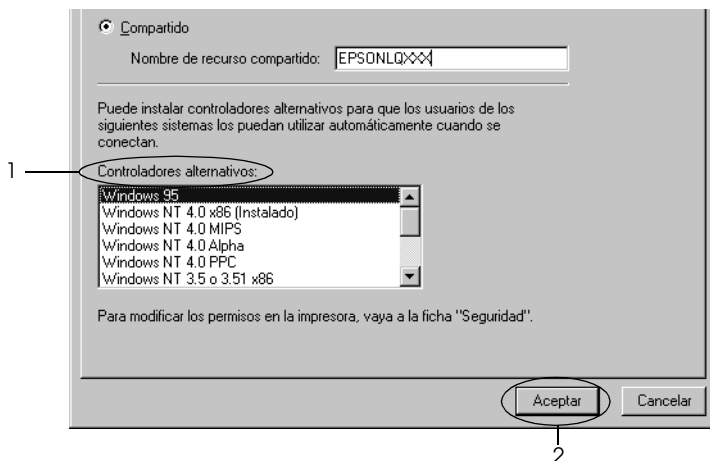 Compartido
Nombre de recurso compartido: EPSONLQXXX
Puede instalar controladores alternativos para que los usuarios de los
siguientes sistemas los puedan utilizar automáticamente cuando se
conectan.
1
Controladores alternativos:
Windows 95
Windows NT 4.0 x86 (Instalado)
Windows NT 4.0 MIPS
Windows NT 4.0 Alpha
Windows NT 4.0 PPC
Windows NT 3.5 o 3.51 x86
Para modificar los permisos en la impresora, vaya a la ficha "Seguridad".
Aceptar Cancelar
2